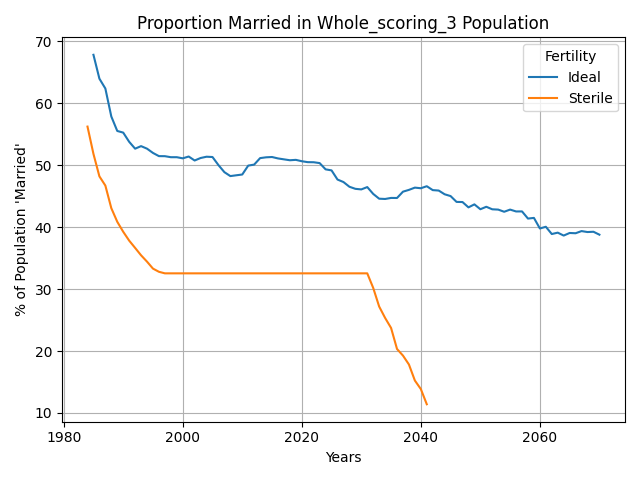 Proportion Married in Whole_scoring_3 Population
% of Population 'Married'
70
60
50
40
30
20
10
Fertility
Ideal
Sterile
1980
2000
2020
2040
2060
Years